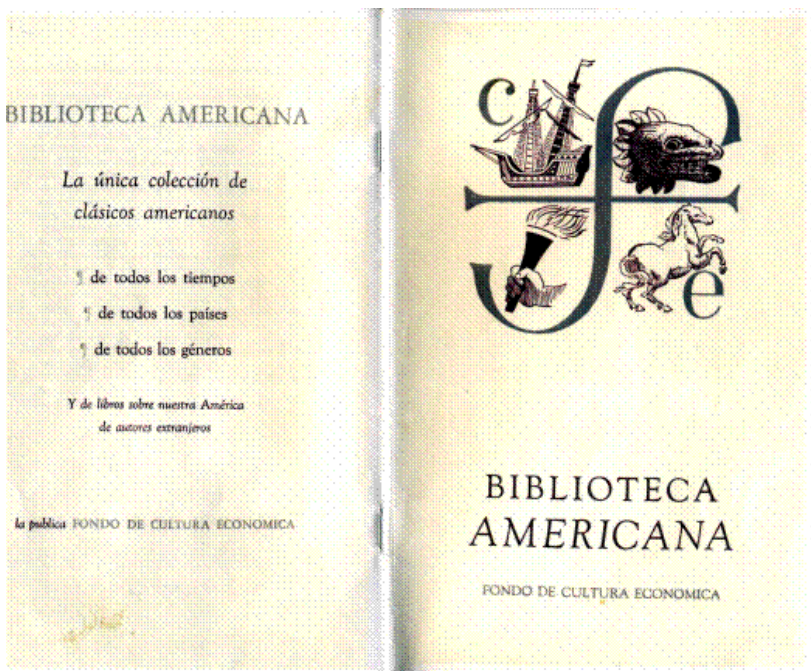 BIBLIOTECA AMERICANA
La única colección de
clásicos americanos
¶ de todos los tiempos
¶ de todos los países
¶ de todos los géneros
Y de libros sobre nuestra América
de autores extranjeros
la publica FONDO DE CULTURA ECONOMICA
c f
e
BIBLIOTECA
AMERICANA
FONDO DE CULTURA ECONOMICA